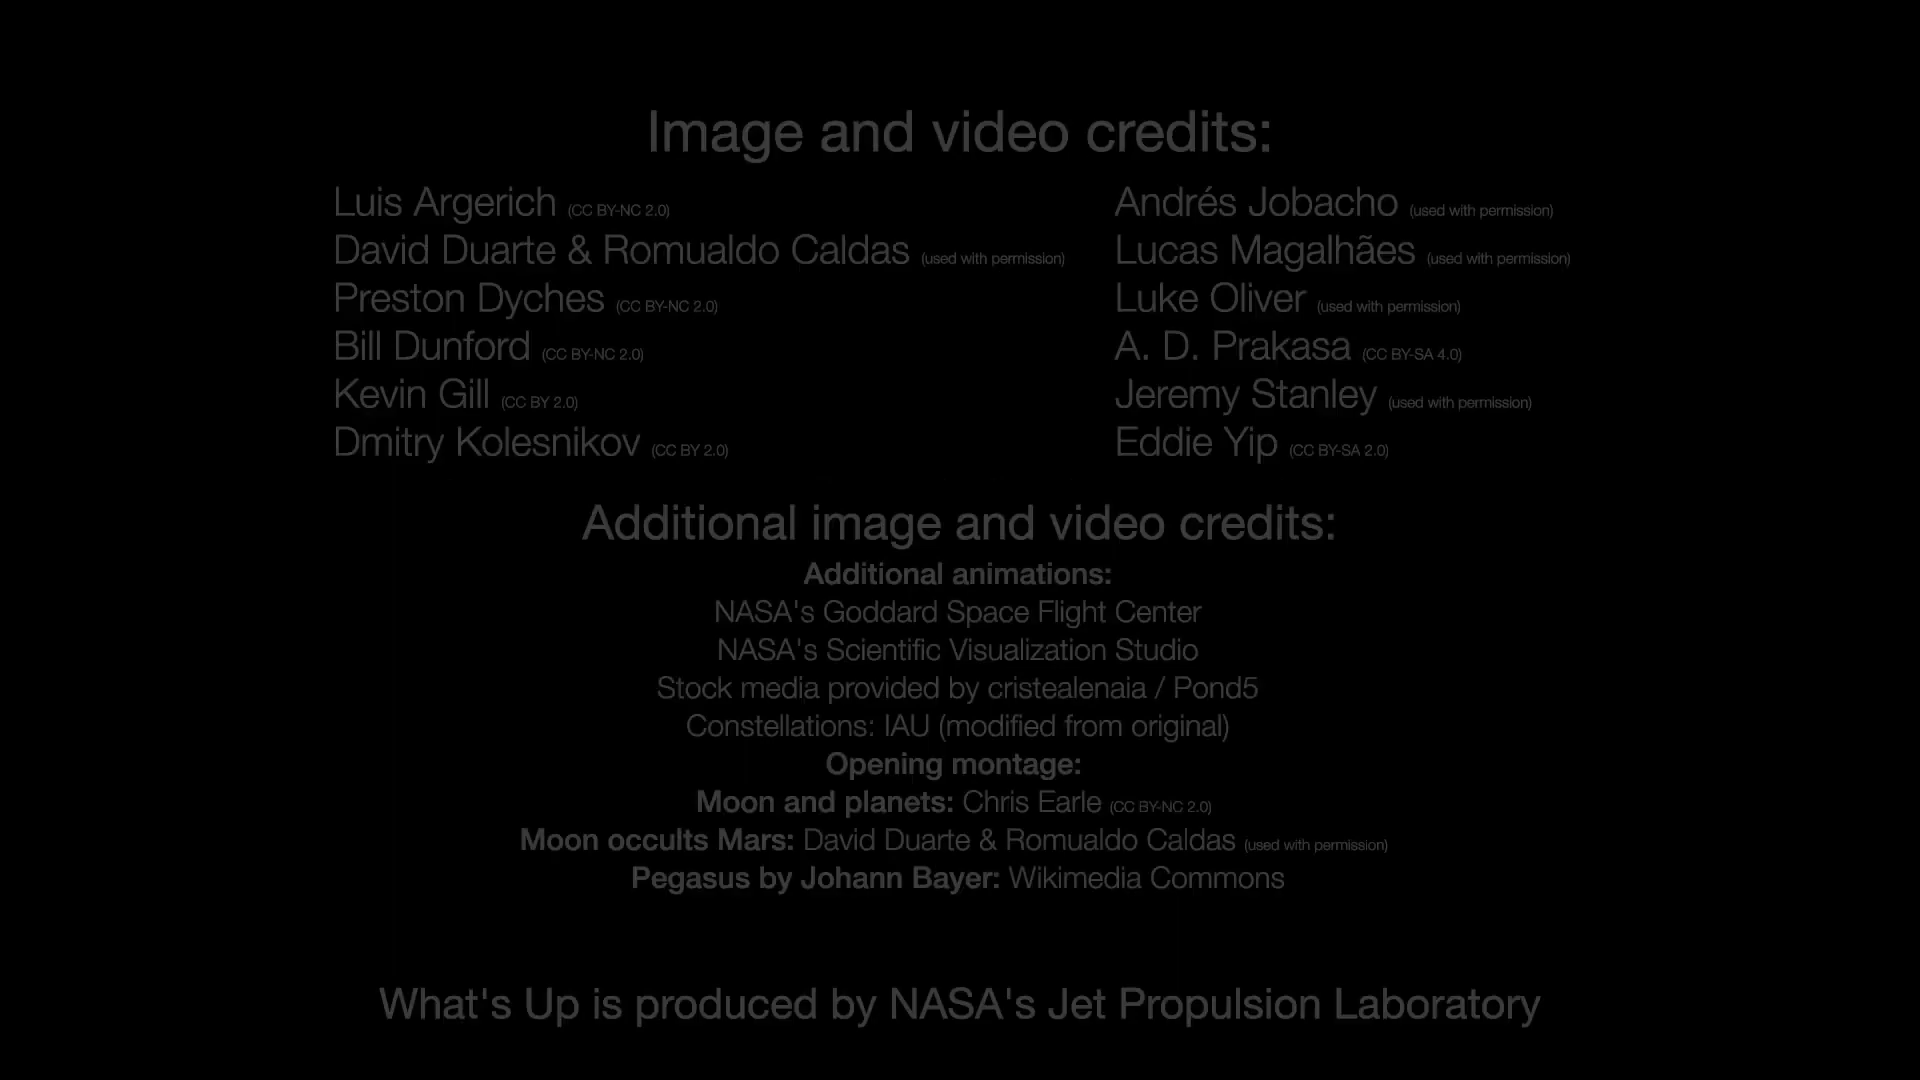 Image and video credits:
Luis Argerich (CC BY-NC 2.0)
David Duarte & Romualdo Caldas (used with permission)
Preston Dyches (CC BY-NC 2.0)
Bill Dunford (CC BY-NC 2.0)
Kevin Gill (CC BY 2.0)
Dmitry Kolesnikov (CC BY 2.0)
Andrés Jobacho (used with permission)
Lucas Magalhães (used with permission)
Luke Oliver (used with permission)
A. D. Prakasa (CC BY-SA 4.0)
Jeremy Stanley (used with permission)
Eddie Yip (CC BY-SA 2.0)
Additional image and video credits:
Additional animations:
NASA's Goddard Space Flight Center
NASA's Scientific Visualization Studio
Stock media provided by cristealenaia / Pond5
Constellations: IAU (modified from original)
Opening montage:
Moon and planets: Chris Earle (CC BY-NC 2.0)
Moon occults Mars: David Duarte & Romualdo Caldas (used with permission)
Pegasus by Johann Bayer: Wikimedia Commons
What's Up is produced by NASA's Jet Propulsion Laboratory